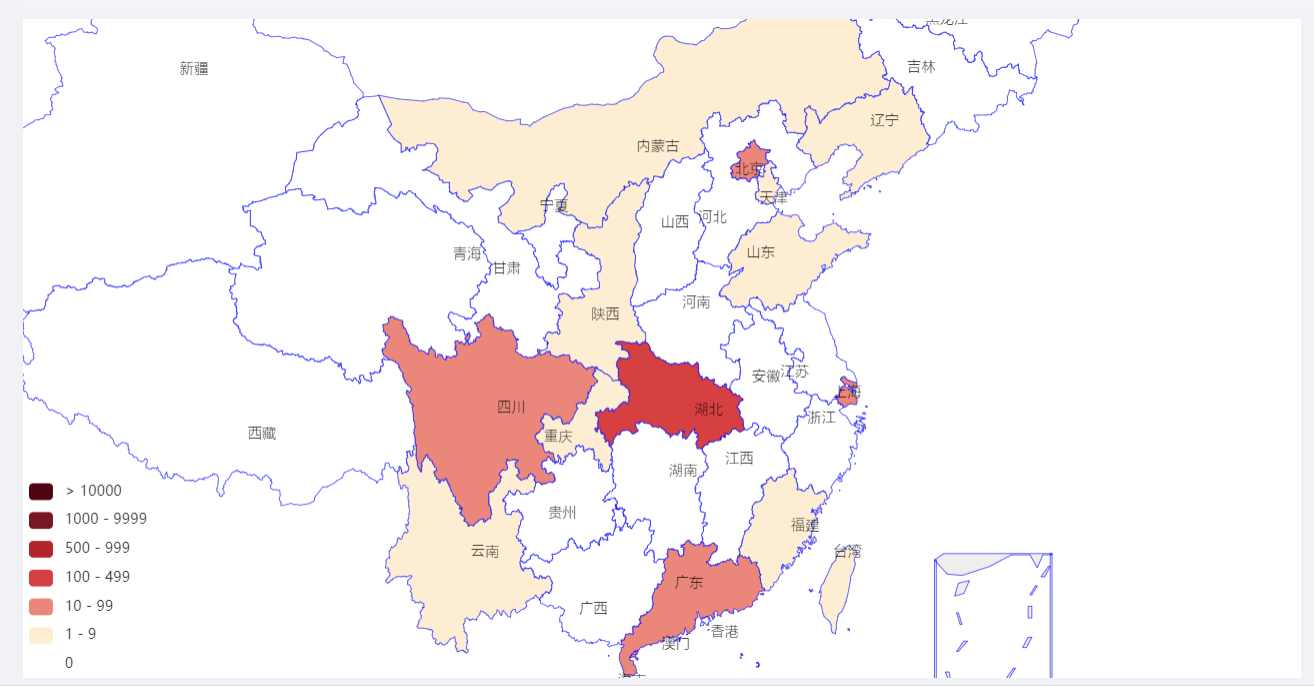 黑龙江
新疆
吉林
辽宁
内蒙古
北京
天津
宁夏
山西
河北
青海
甘肃
山东
河南
陕西
安徽
江苏
上海
四川
湖北
浙江
西藏
重庆
湖南
江西
贵州
福建
云南
台湾
广东
广西
香港
澳门
> 10000
1000 - 9999
500 - 999
100 - 499
10 - 99
1 - 9
0